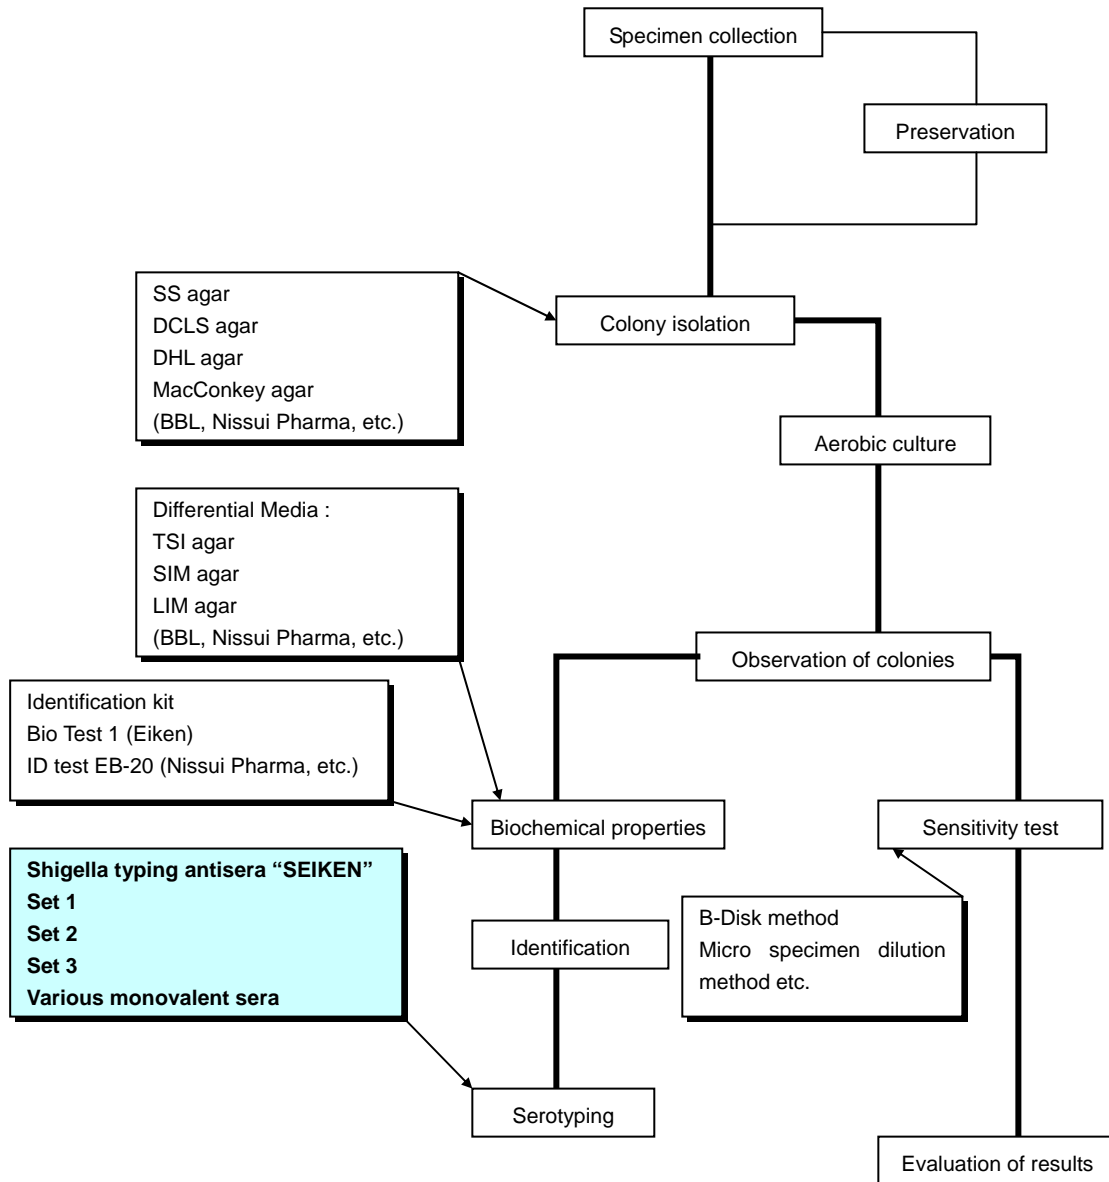 Specimen collection
Preservation
SS agar
DCLS agar
DHL agar
MacConkey agar
(BBL, Nissui Pharma, etc.)
Colony isolation
Aerobic culture
Differential Media :
TSI agar
SIM agar
LIM agar
(BBL, Nissui Pharma, etc.)
Observation of colonies
Identification kit
Bio Test 1 (Eiken)
ID test EB-20 (Nissui Pharma, etc.)
Biochemical properties
Sensitivity test
Shigella typing antisera “SEIKEN”
Set 1
Set 2
Set 3
Various monovalent sera
Identification
B-Disk method
Micro specimen dilution
method etc.
Serotyping
Evaluation of results